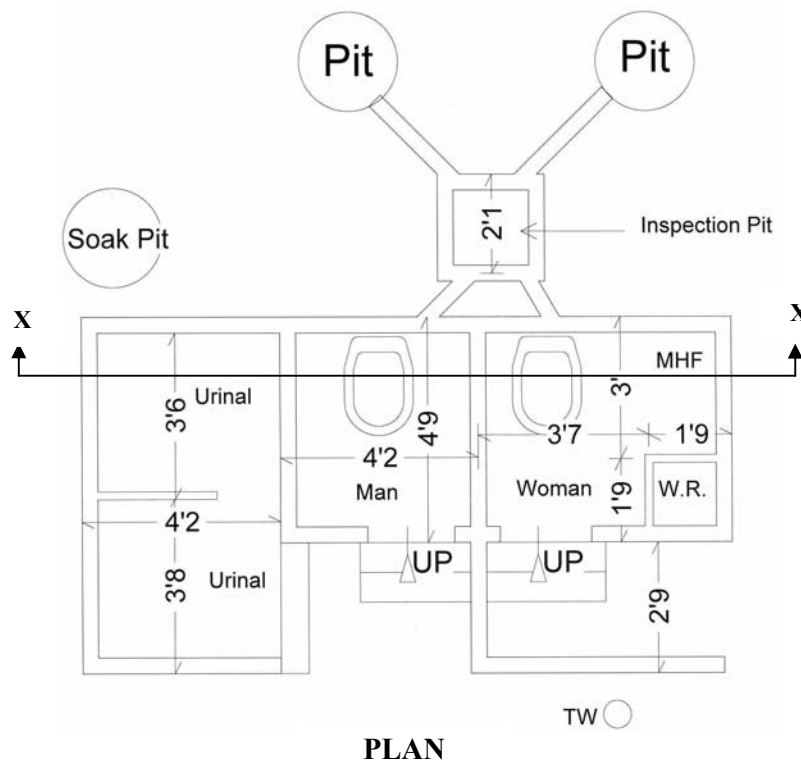 Pit
Pit
2'1
Inspection Pit
Soak Pit
X
X
Urinal
3'6
4'9
3'
MHF
4'2
3'7
1'9
Man
Woman
1'9
W.R.
4'2
Urinal
3'8
UP
UP
2'9
TW
PLAN